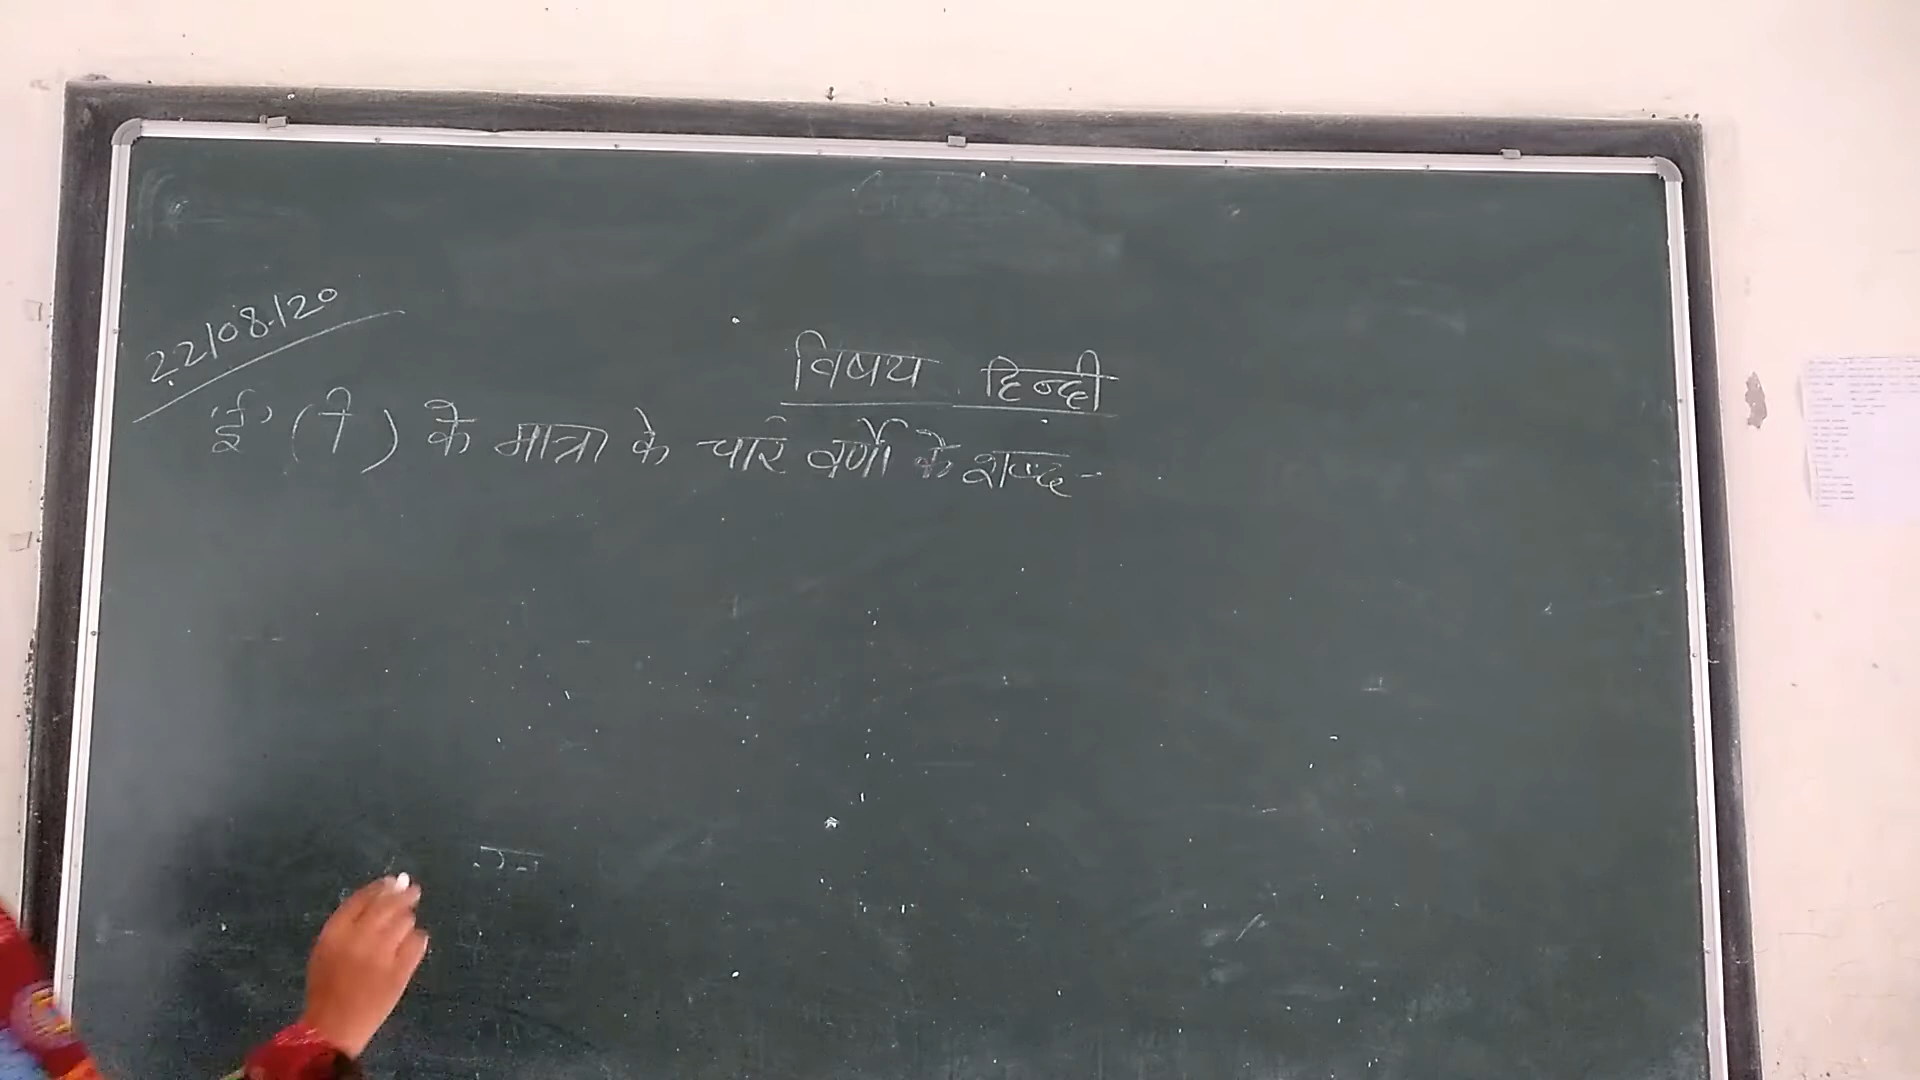 22/08/20
विषय हिन्दी
'ई' (ी) के मात्रा के चार वर्णो के शब्द-